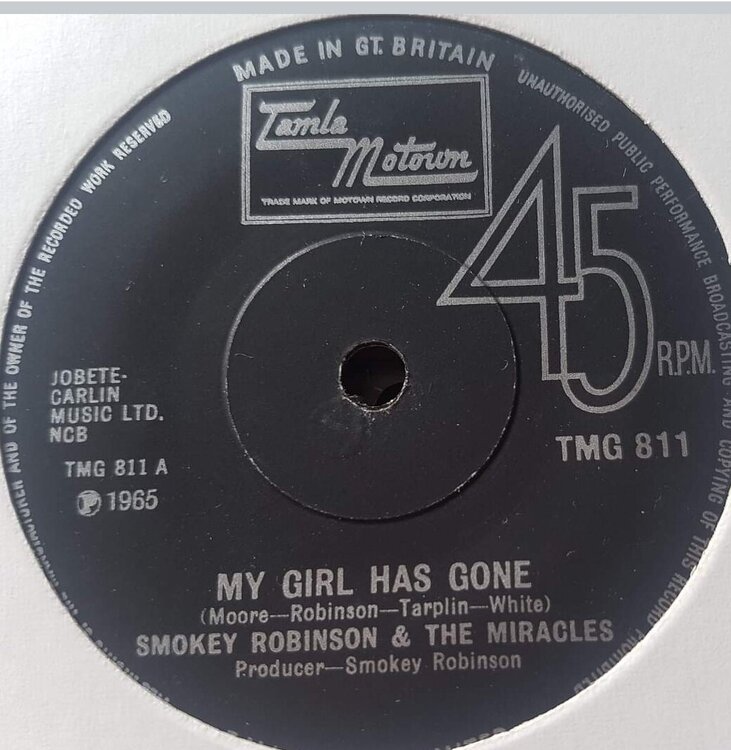 MADE IN GT. BRITAIN
UNAUTHORISED PUBLIC PERFORMANCE BROADCASTING AND COPYING OF THIS RECORD PROHIBITED
AND OF THE OWNER OF THE RECORDED WORK RESERVED
Tamla
Motown
TRADE MARK OF MOTOWN RECORD CORPORATION
45
R.P.M.
JOBETE-
CARLIN
MUSIC LTD.
NCB
TMG 811
TMG 811 A
Ⓟ 1965
MY GIRL HAS GONE
(Moore—Robinson—Tarplin—White)
SMOKEY ROBINSON & THE MIRACLES
Producer—Smokey Robinson